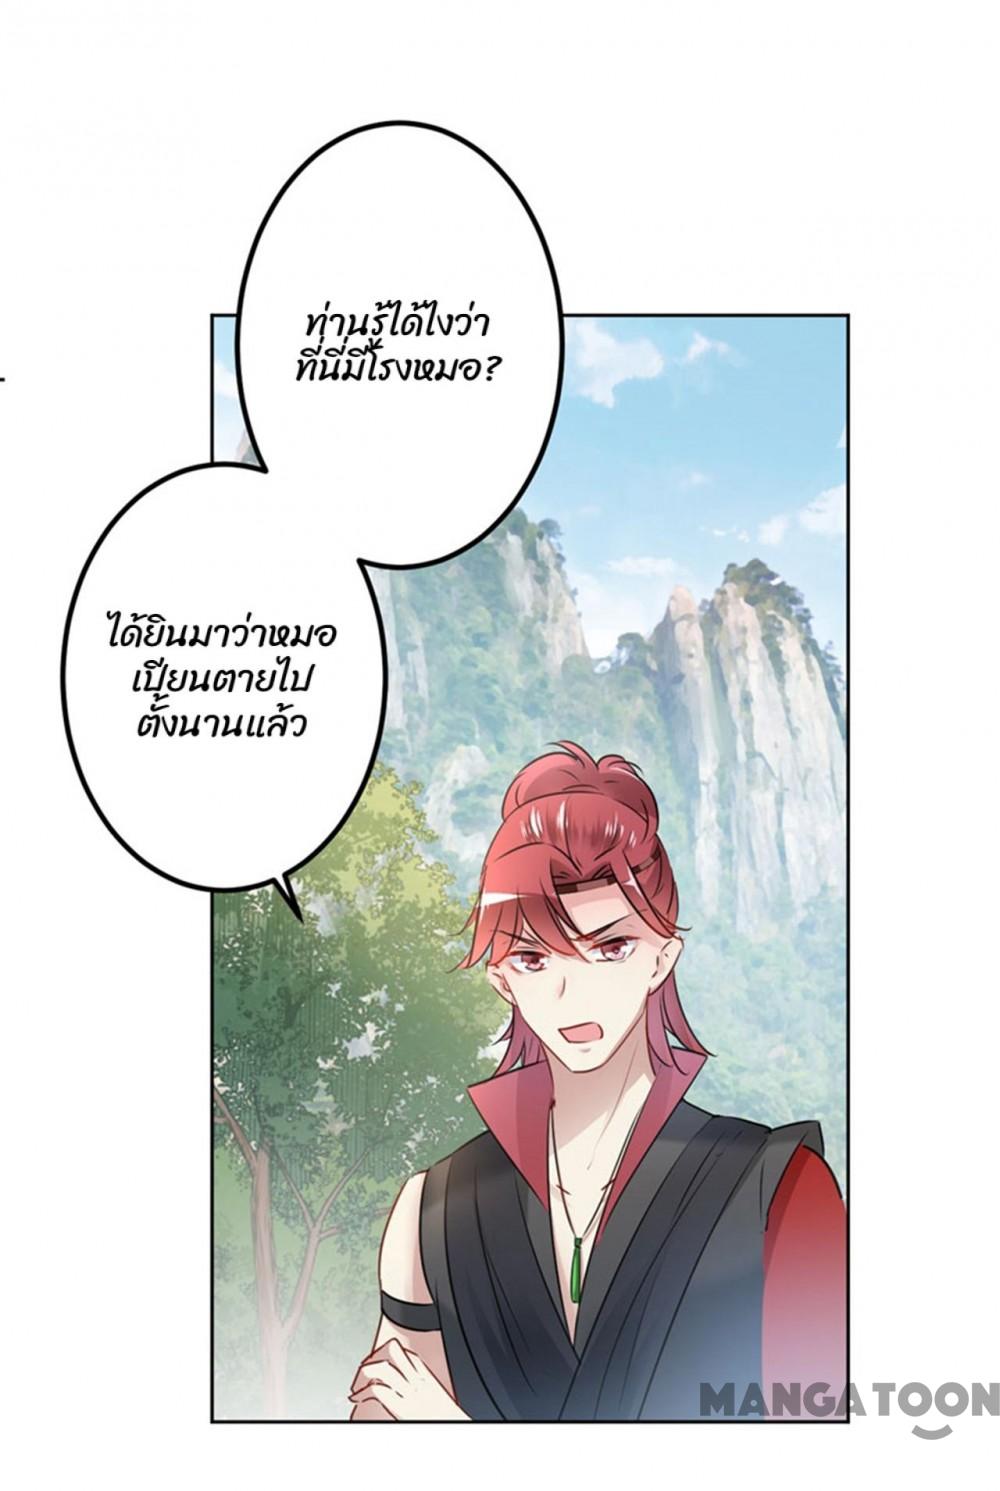 ท่านรู้ได้ไงว่า
ที่นี่มีโรงหมอ?
ได้ยินมาว่าหมอ
เปียนตายไป
ตั้งนานแล้ว
MANGATOON